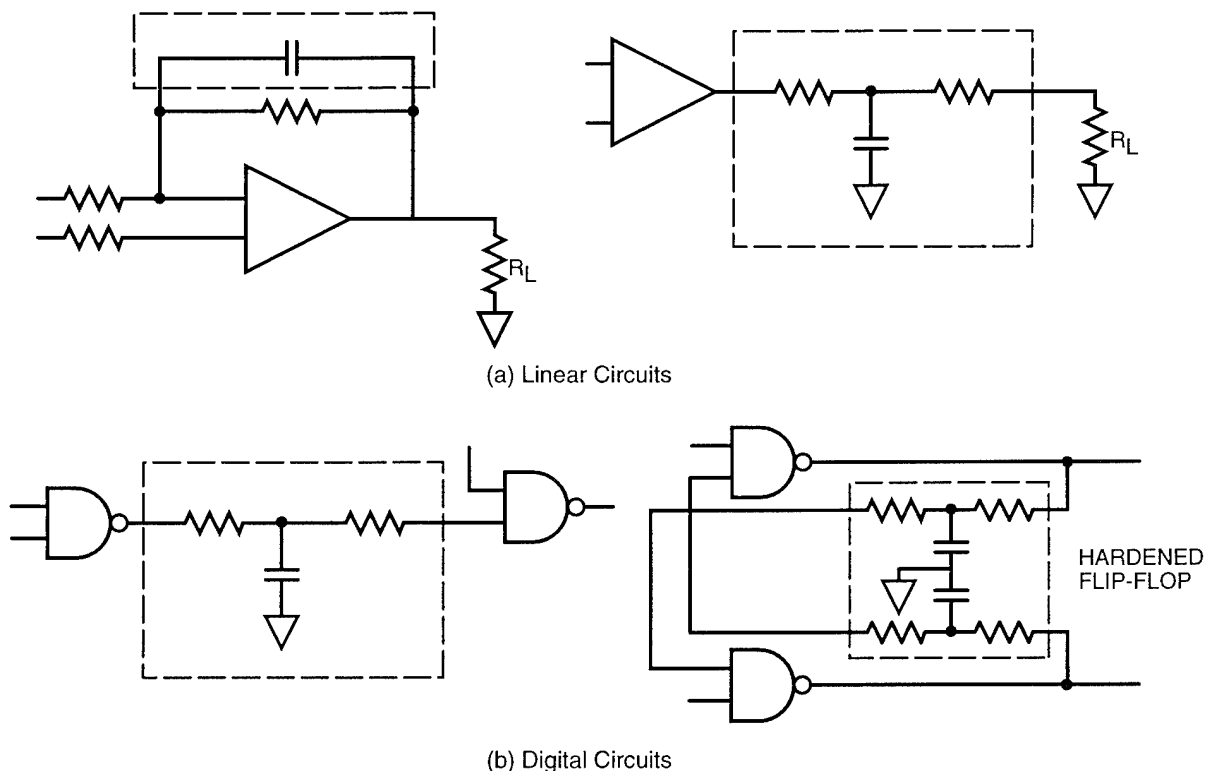 R_L
R_L
(a) Linear Circuits
HARDENED
FLIP-FLOP
(b) Digital Circuits